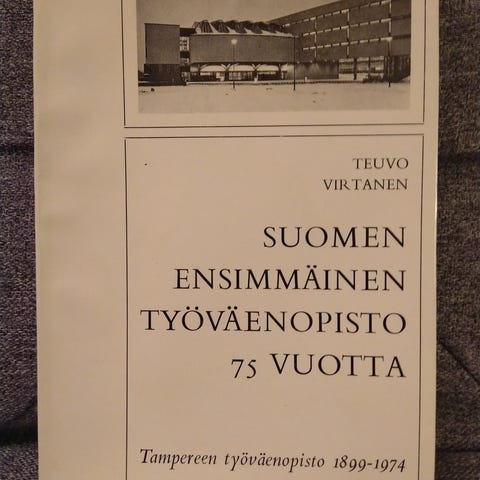 TEUVO
VIRTANEN
SUOMEN
ENSIMMÄINEN
TYÖVÄENOPISTO
75 VUOTTA
Tampereen työväenopisto 1899-1974